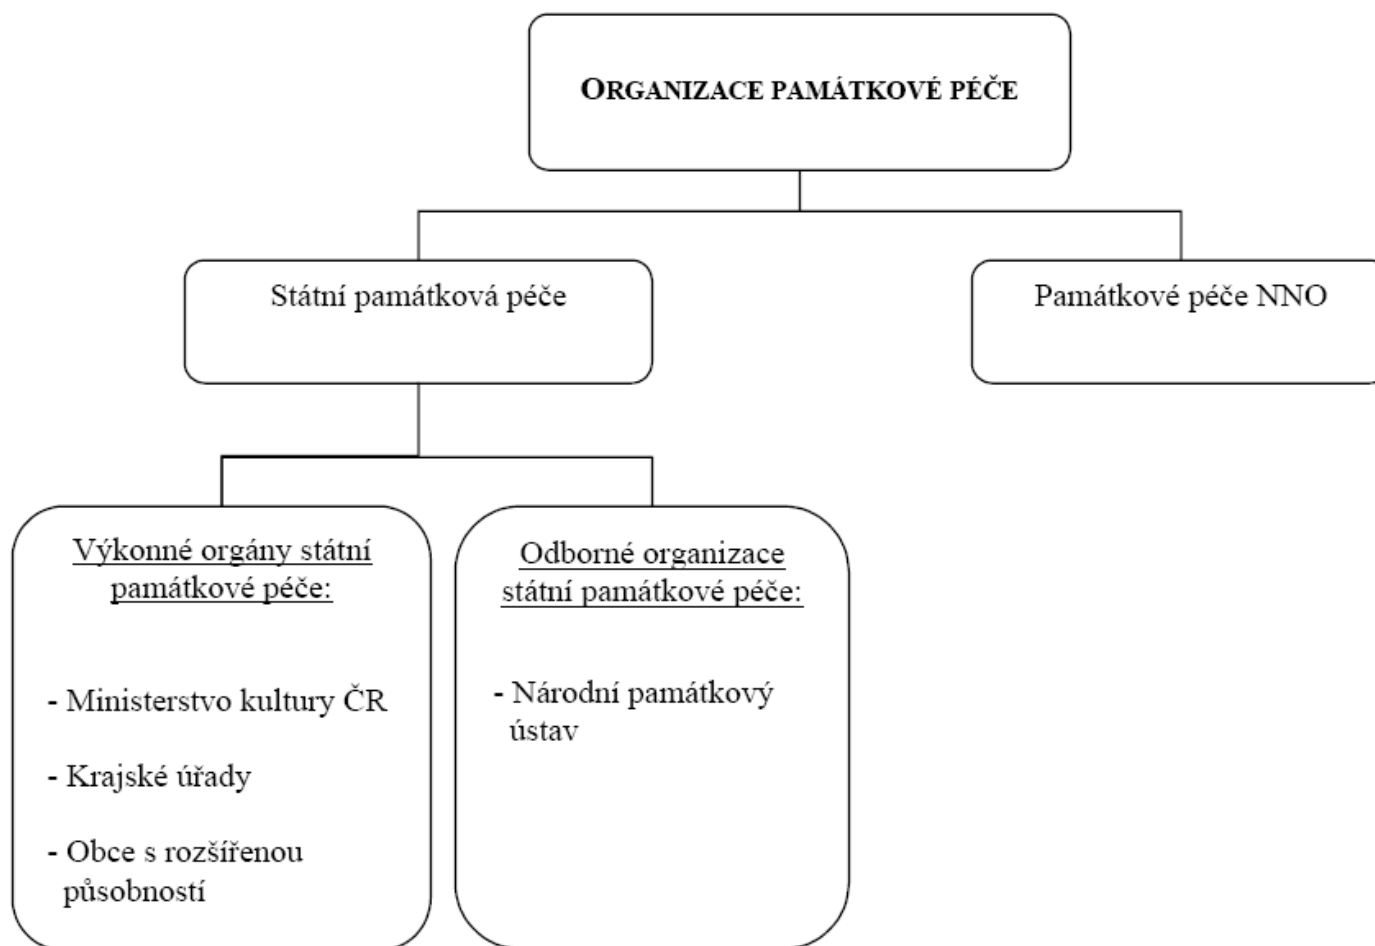 ORGANIZACE PAMÁTKOVÉ PÉČE
Státní památková péče
Památkové péče NNO
Výkonné orgány státní
památkové péče:
- Ministerstvo kultury ČR
- Krajské úřady
- Obce s rozšířenou
působností
Odborné organizace
státní památkové péče:
- Národní památkový
ústav